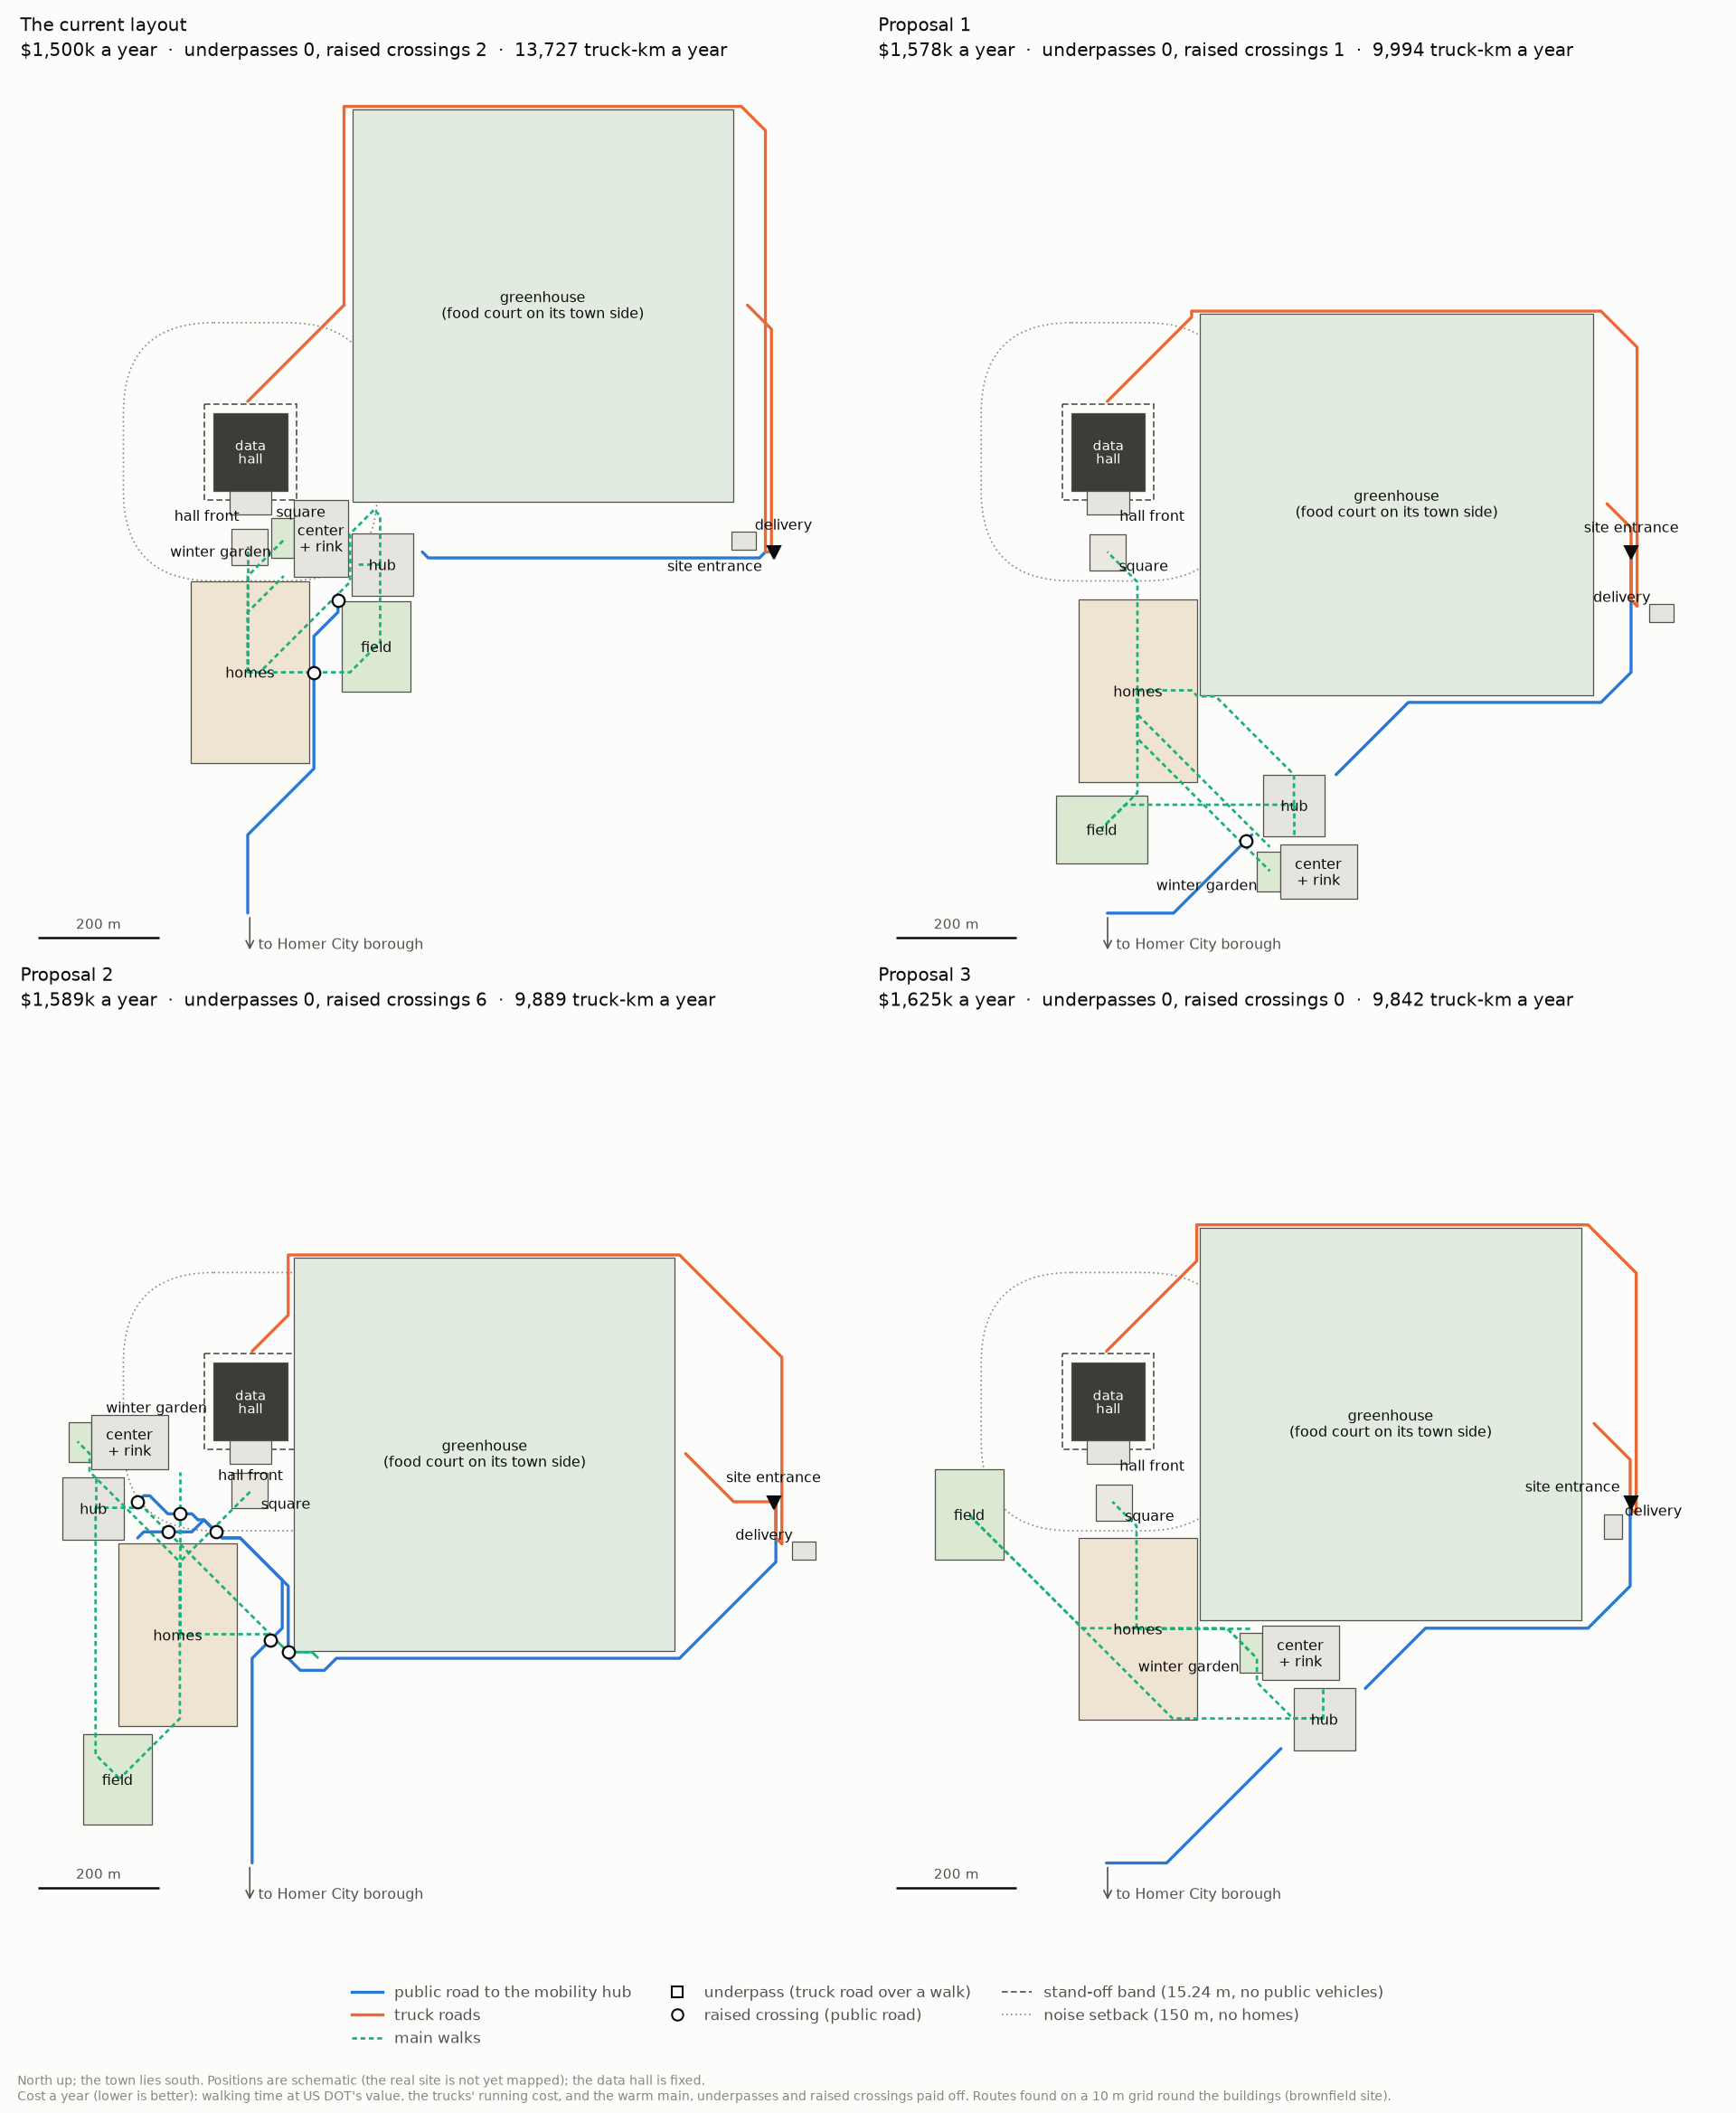 The current layout
$1,500k a year · underpasses 0, raised crossings 2 · 13,727 truck-km a year
greenhouse
(food court on its town side)
data
hall
hall front
square
center
+ rink
winter garden
hub
delivery
site entrance
field
homes
200 m
to Homer City borough
Proposal 1
$1,578k a year · underpasses 0, raised crossings 1 · 9,994 truck-km a year
data
hall
greenhouse
(food court on its town side)
hall front
site entrance
square
delivery
homes
hub
field
center
+ rink
winter garden
200 m
to Homer City borough
Proposal 2
$1,589k a year · underpasses 0, raised crossings 6 · 9,889 truck-km a year
winter garden
data
hall
center
+ rink
greenhouse
(food court on its town side)
hall front
site entrance
hub
square
delivery
homes
field
200 m
to Homer City borough
Proposal 3
$1,625k a year · underpasses 0, raised crossings 0 · 9,842 truck-km a year
data
hall
greenhouse
(food court on its town side)
hall front
site entrance
field
square
delivery
homes
center
+ rink
winter garden
hub
200 m
to Homer City borough
public road to the mobility hub
truck roads
main walks
underpass (truck road over a walk)
raised crossing (public road)
stand-off band (15.24 m, no public vehicles)
noise setback (150 m, no homes)
North up; the town lies south. Positions are schematic (the real site is not yet mapped); the data hall is fixed.
Cost a year (lower is better): walking time at US DOT's value, the trucks' running cost, and the warm main, underpasses and raised crossings paid off. Routes found on a 10 m grid round the buildings (brownfield site).